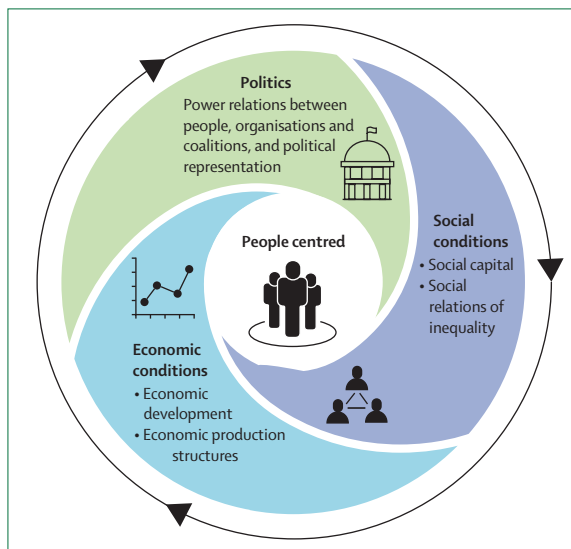 Politics
Power relations between
people, organisations and
coalitions, and political
representation
People centred
Social
conditions
• Social capital
• Social
relations of
inequality
Economic
conditions
• Economic
development
• Economic production
structures